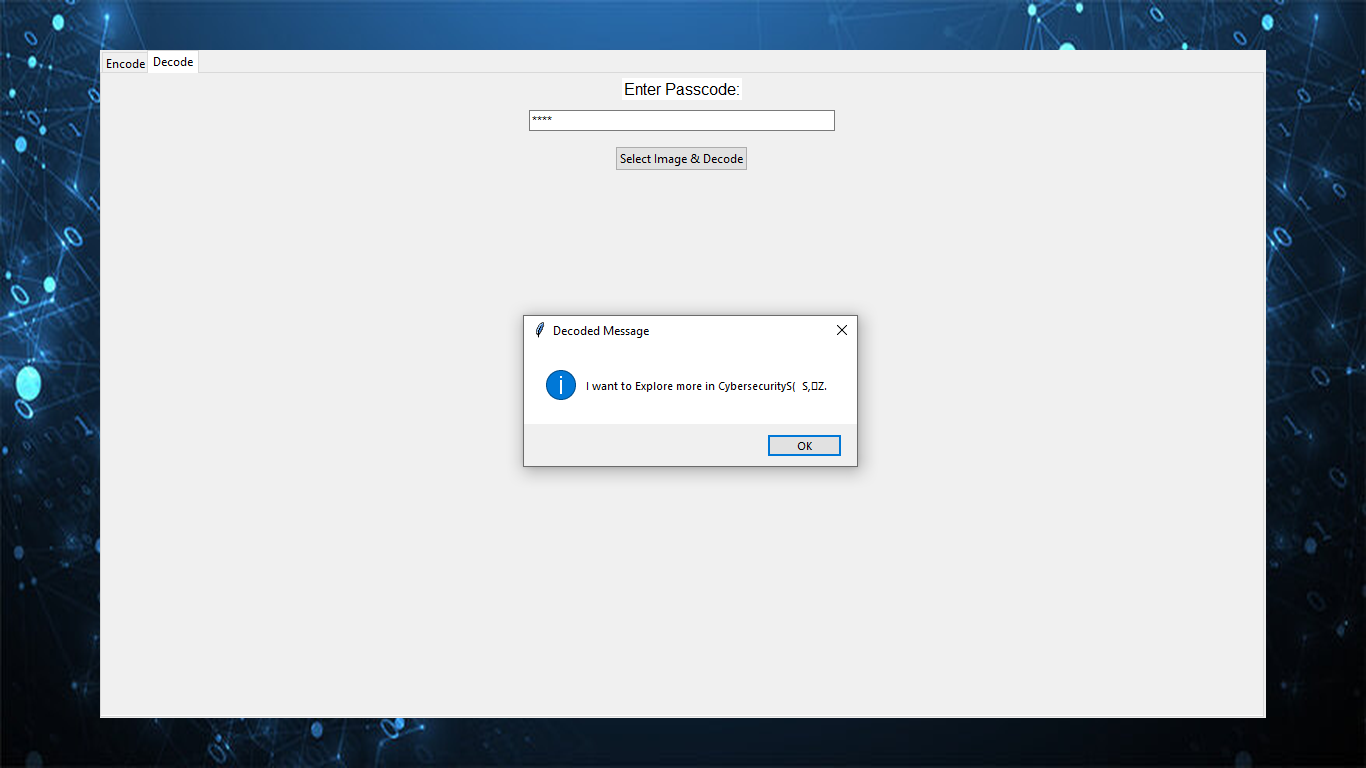 Encode Decode
Enter Passcode:
****
Select Image & Decode
Decoded Message
I want to Explore more in CybersecurityS(  S,▯Z.
OK